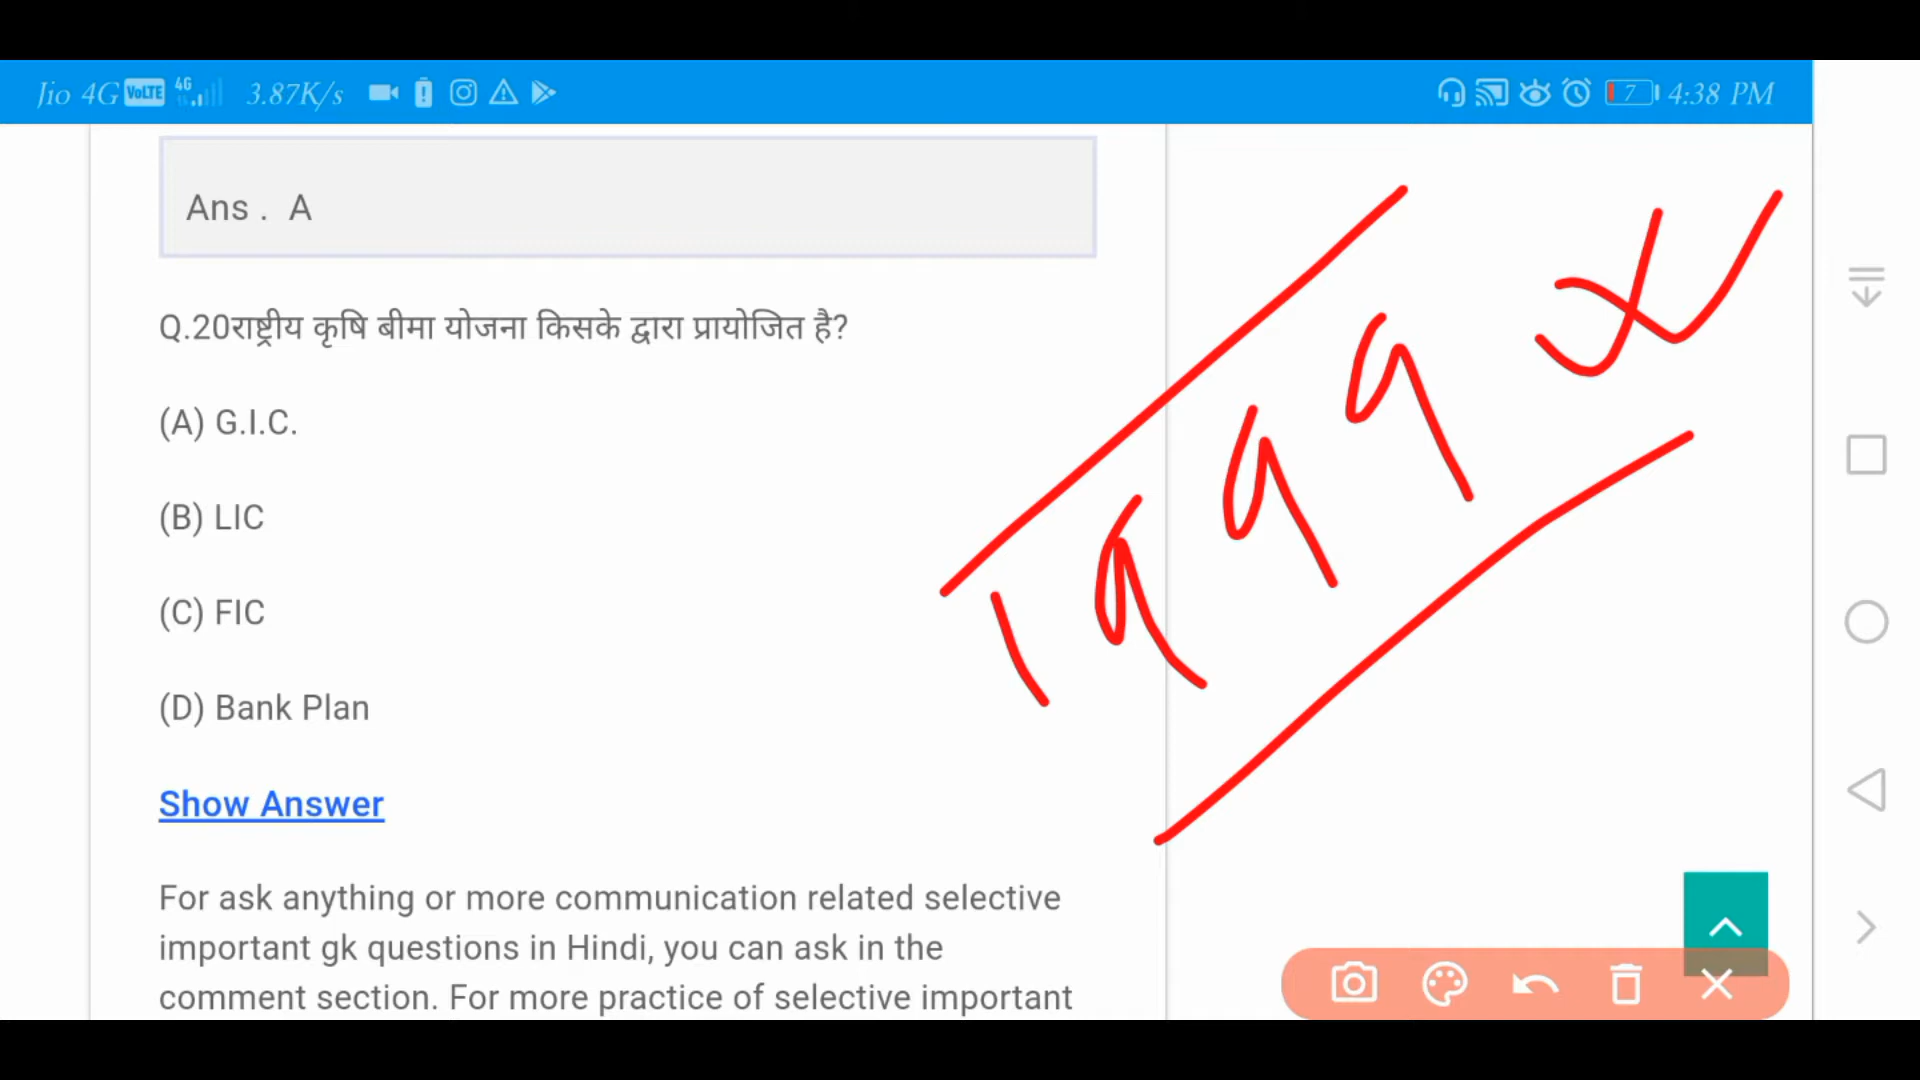 Jio 4G VoLTE 4G 3.87K/s 7 4:38 PM
Ans . A
Q.20राष्ट्रीय कृषि बीमा योजना किसके द्वारा प्रायोजित है?
(A) G.I.C.
(B) LIC
(C) FIC
(D) Bank Plan
Show Answer
For ask anything or more communication related selective
important gk questions in Hindi, you can ask in the
comment section. For more practice of selective important
1999